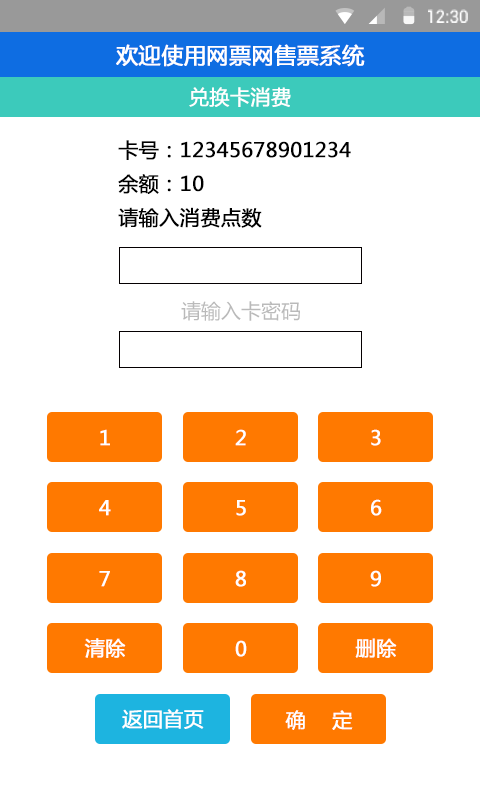 12:30
欢迎使用网票网售票系统
兑换卡消费
卡号：12345678901234
余额：10
请输入消费点数
请输入卡密码
1 2 3
4 5 6
7 8 9
清除 0 删除
返回首页 确 定